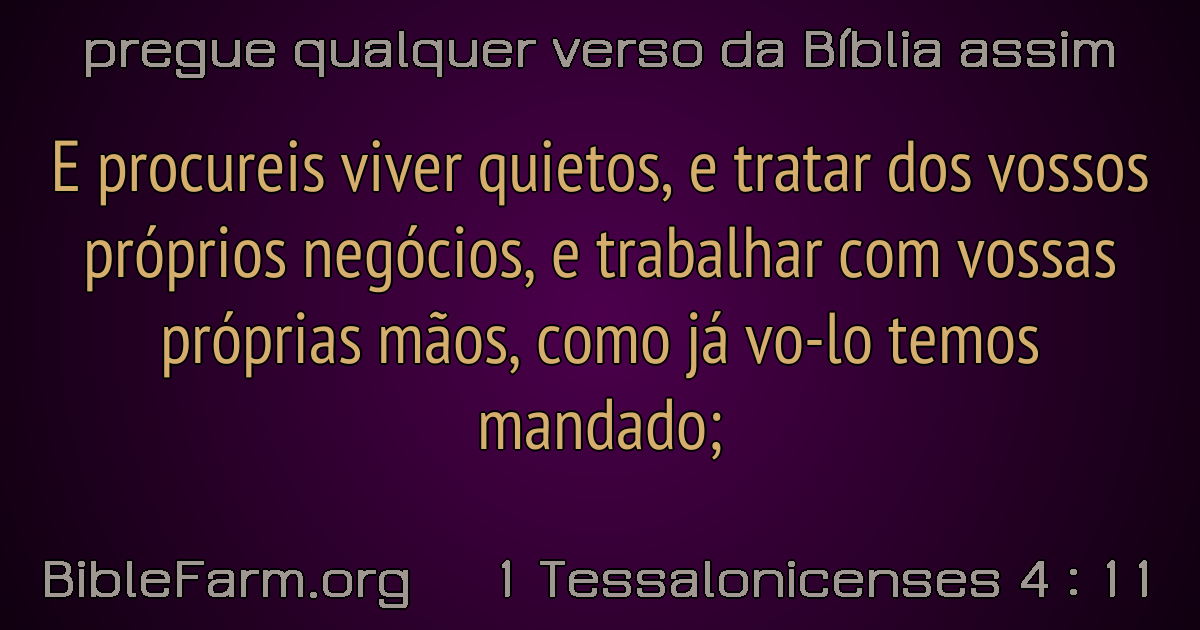 pregue qualquer verso da Bíblia assim
E procureis viver quietos, e tratar dos vossos
próprios negócios, e trabalhar com vossas
próprias mãos, como já vo-lo temos
mandado;
BibleFarm.org 1 Tessalonicenses 4 : 11